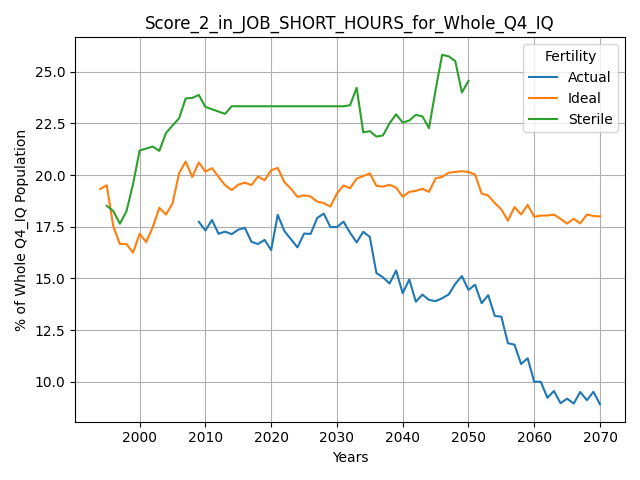 Score_2_in_JOB_SHORT_HOURS_for_Whole_Q4_IQ
% of Whole Q4_IQ Population
25.0
22.5
20.0
17.5
15.0
12.5
10.0
Fertility
Actual
Ideal
Sterile
2000 2010 2020 2030 2040 2050 2060 2070
Years